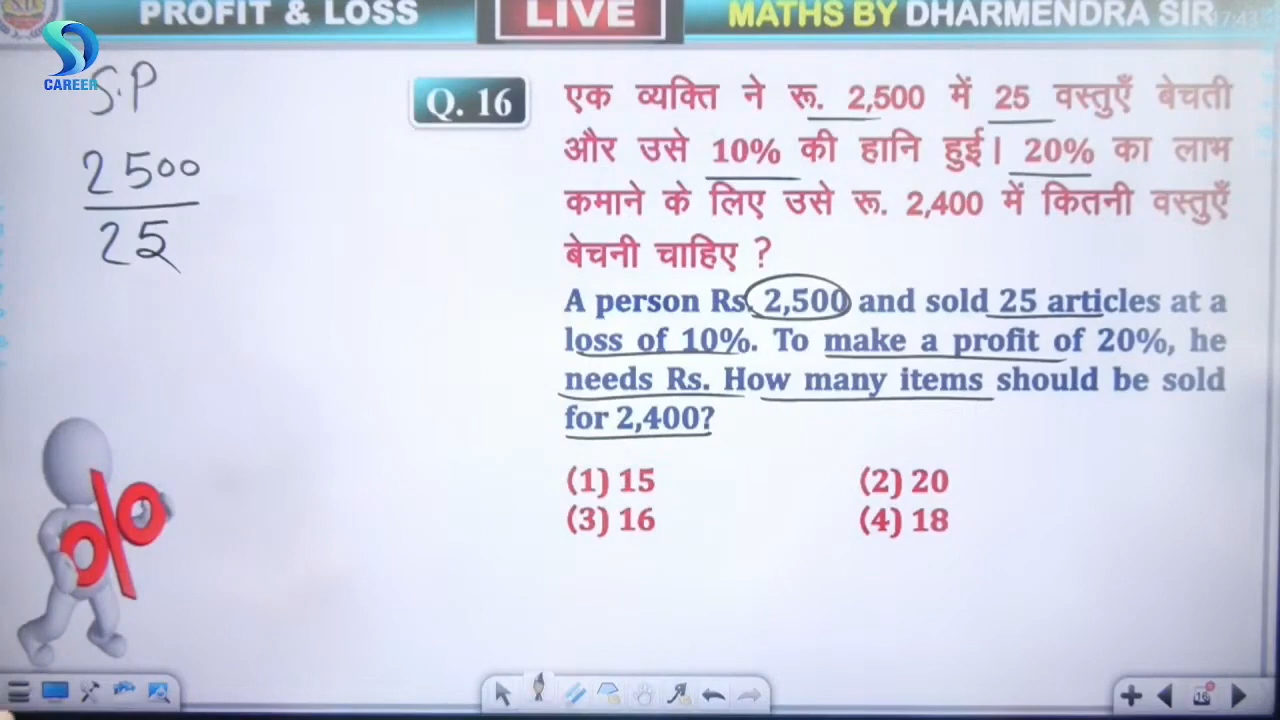 PROFIT & LOSS
LIVE
MATHS BY DHARMENDRA SIR
17:43
CAREER
S.P
2500
25
Q. 16
एक व्यक्ति ने रू. 2,500 में 25 वस्तुएँ बेचती
और उसे 10% की हानि हुई। 20% का लाभ
कमाने के लिए उसे रू. 2,400 में कितनी वस्तुएँ
बेचनी चाहिए ?
A person Rs. 2,500 and sold 25 articles at a
loss of 10%. To make a profit of 20%, he
needs Rs. How many items should be sold
for 2,400?
(1) 15
(2) 20
(3) 16
(4) 18
%
16